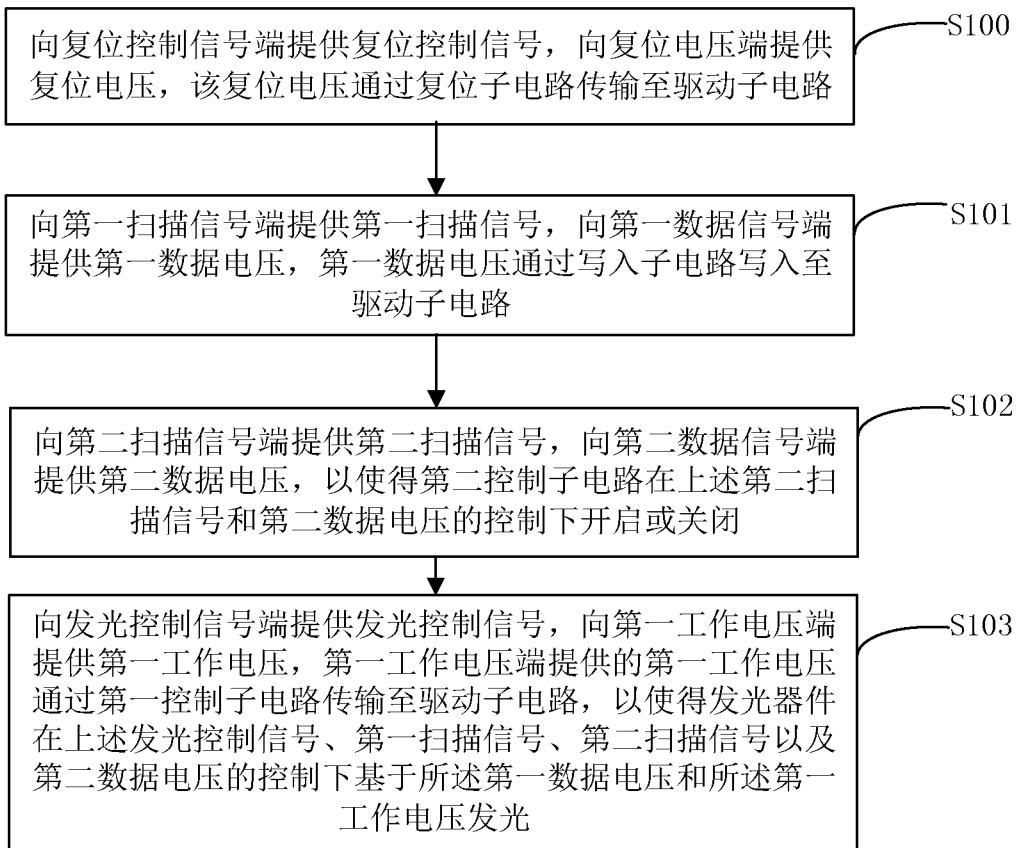 向复位控制信号端提供复位控制信号，向复位电压端提供
复位电压，该复位电压通过复位子电路传输至驱动子电路
S100
向第一扫描信号端提供第一扫描信号，向第一数据信号端
提供第一数据电压，第一数据电压通过写入子电路写入至
驱动子电路
S101
向第二扫描信号端提供第二扫描信号，向第二数据信号端
提供第二数据电压，以使得第二控制子电路在上述第二扫
描信号和第二数据电压的控制下开启或关闭
S102
向发光控制信号端提供发光控制信号，向第一工作电压端
提供第一工作电压，第一工作电压端提供的第一工作电压
通过第一控制子电路传输至驱动子电路，以使得发光器件
在上述发光控制信号、第一扫描信号、第二扫描信号以及
第二数据电压的控制下基于所述第一数据电压和所述第一
工作电压发光
S103